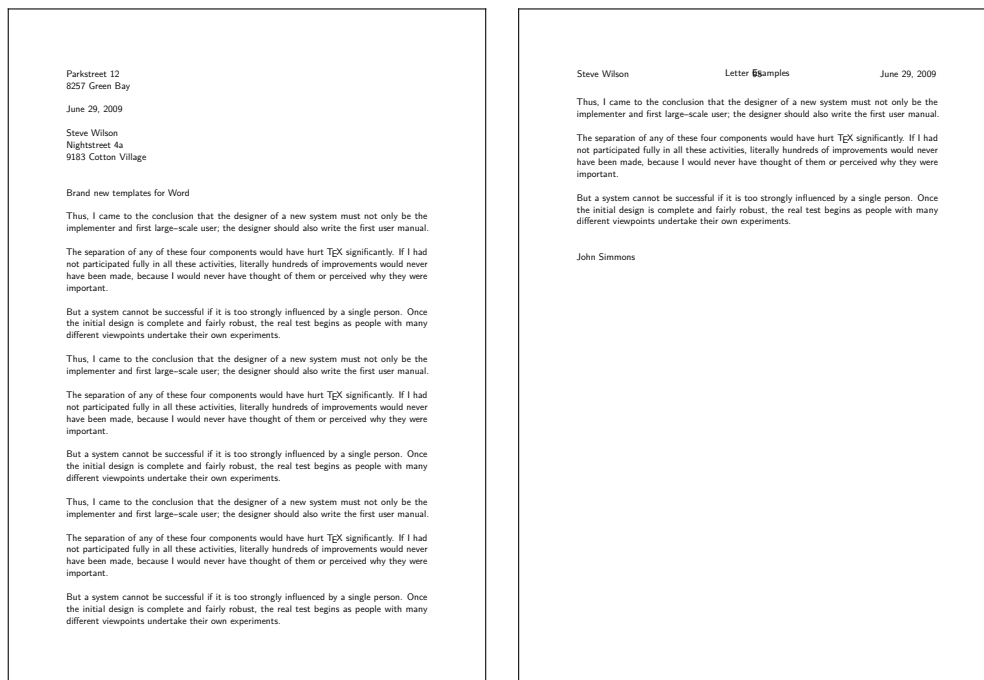 Parkstreet 12
8257 Green Bay
June 29, 2009
Steve Wilson
Nightstreet 4a
9183 Cotton Village
Brand new templates for Word
Thus, I came to the conclusion that the designer of a new system must not only be the
implementer and first large–scale user; the designer should also write the first user manual.
The separation of any of these four components would have hurt TEX significantly. If I had
not participated fully in all these activities, literally hundreds of improvements would never
have been made, because I would never have thought of them or perceived why they were
important.
But a system cannot be successful if it is too strongly influenced by a single person. Once
the initial design is complete and fairly robust, the real test begins as people with many
different viewpoints undertake their own experiments.
Thus, I came to the conclusion that the designer of a new system must not only be the
implementer and first large–scale user; the designer should also write the first user manual.
The separation of any of these four components would have hurt TEX significantly. If I had
not participated fully in all these activities, literally hundreds of improvements would never
have been made, because I would never have thought of them or perceived why they were
important.
But a system cannot be successful if it is too strongly influenced by a single person. Once
the initial design is complete and fairly robust, the real test begins as people with many
different viewpoints undertake their own experiments.
Thus, I came to the conclusion that the designer of a new system must not only be the
implementer and first large–scale user; the designer should also write the first user manual.
The separation of any of these four components would have hurt TEX significantly. If I had
not participated fully in all these activities, literally hundreds of improvements would never
have been made, because I would never have thought of them or perceived why they were
important.
But a system cannot be successful if it is too strongly influenced by a single person. Once
the initial design is complete and fairly robust, the real test begins as people with many
different viewpoints undertake their own experiments.
Steve Wilson Letter Examples June 29, 2009
Thus, I came to the conclusion that the designer of a new system must not only be the
implementer and first large–scale user; the designer should also write the first user manual.
The separation of any of these four components would have hurt TEX significantly. If I had
not participated fully in all these activities, literally hundreds of improvements would never
have been made, because I would never have thought of them or perceived why they were
important.
But a system cannot be successful if it is too strongly influenced by a single person. Once
the initial design is complete and fairly robust, the real test begins as people with many
different viewpoints undertake their own experiments.
John Simmons